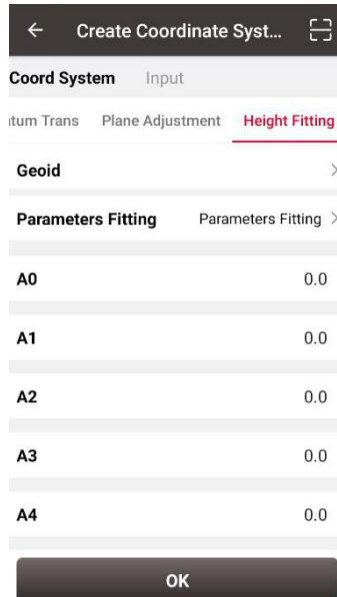 Create Coordinate Syst...
Coord System Input
tum Trans Plane Adjustment Height Fitting
Geoid
Parameters Fitting Parameters Fitting
A0 0.0
A1 0.0
A2 0.0
A3 0.0
A4 0.0
OK